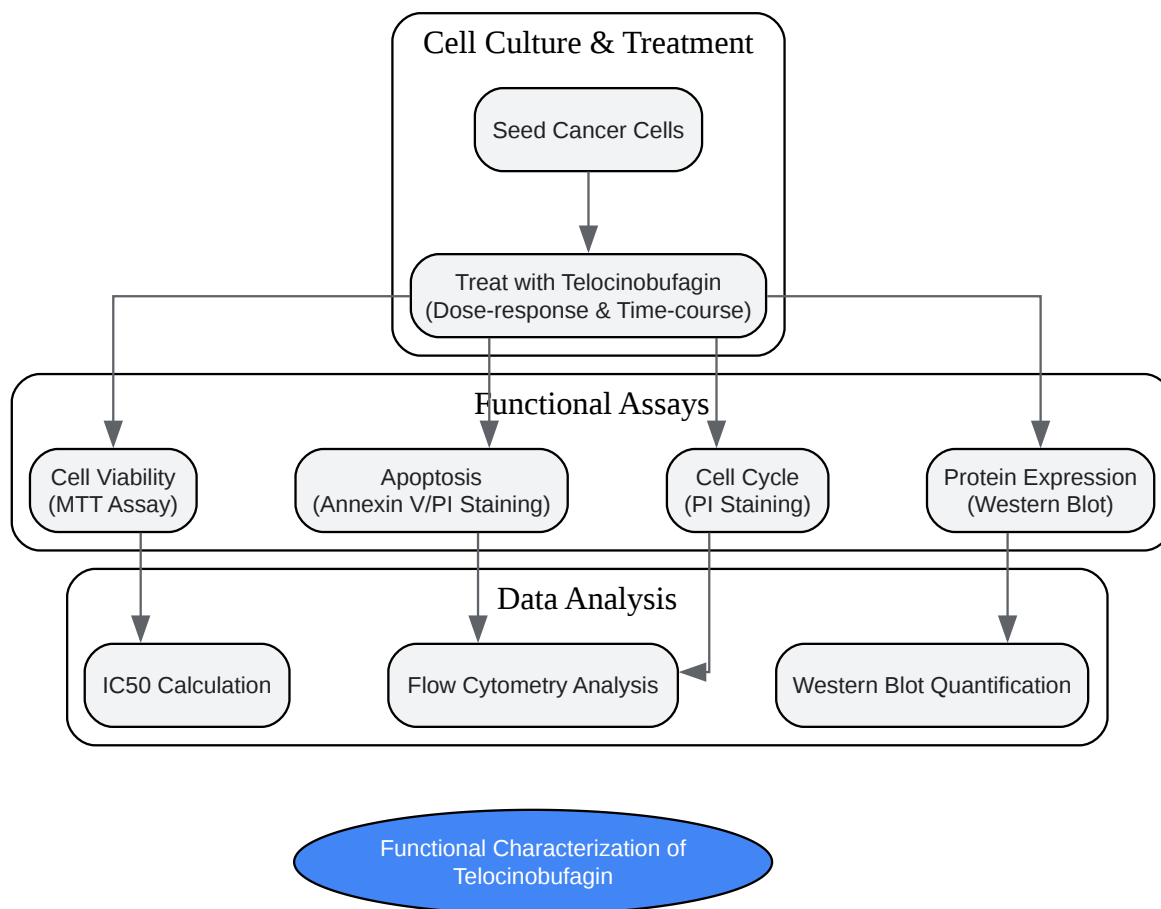 Cell Culture & Treatment
Seed Cancer Cells
Treat with Telocinobufagin
(Dose-response & Time-course)
Functional Assays
Cell Viability
(MTT Assay)
Apoptosis
(Annexin V/PI Staining)
Cell Cycle
(PI Staining)
Protein Expression
(Western Blot)
Data Analysis
IC50 Calculation
Flow Cytometry Analysis
Western Blot Quantification
Functional Characterization of
Telocinobufagin